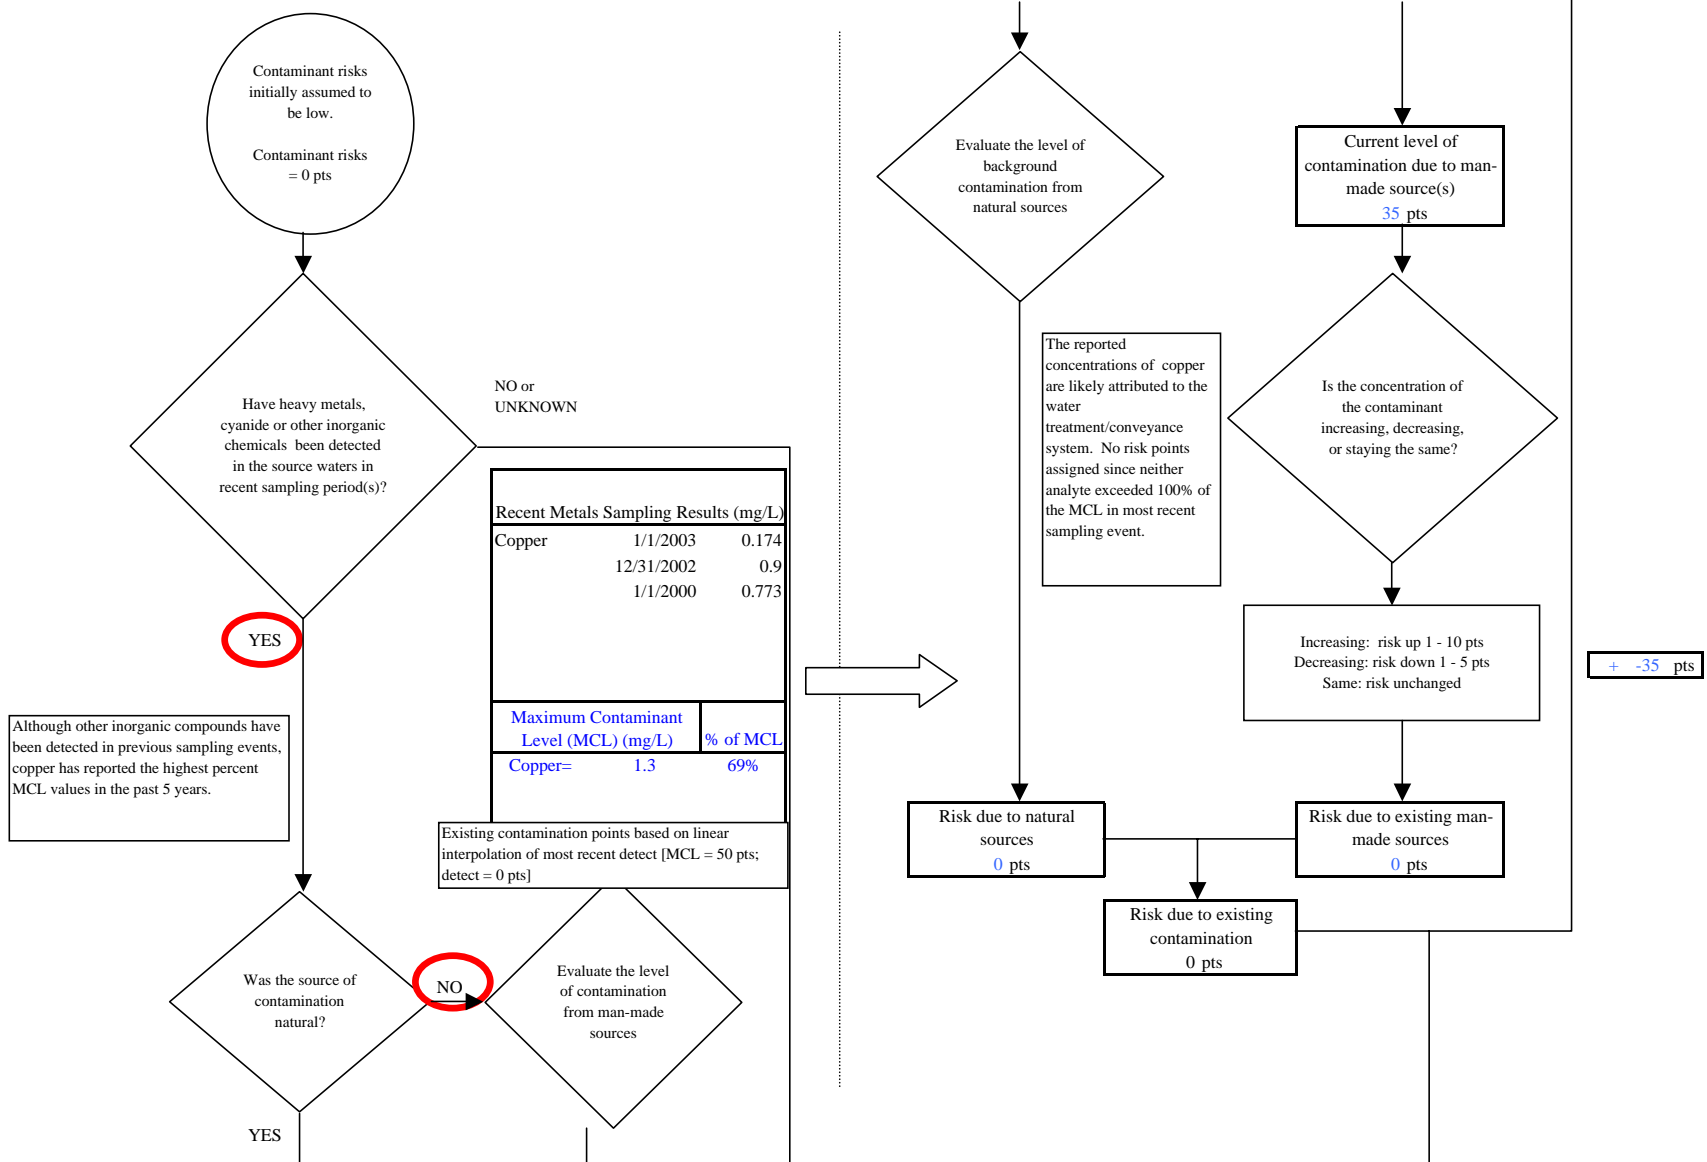 Contaminant risks
initially assumed to
be low.
Contaminant risks
= 0 pts
Have heavy metals,
cyanide or other inorganic
chemicals been detected
in the source waters in
recent sampling period(s)?
NO or
UNKNOWN
YES
Recent Metals Sampling Results (mg/L)
Copper 1/1/2003 0.174
12/31/2002 0.9
1/1/2000 0.773
Maximum Contaminant
Level (MCL) (mg/L) % of MCL
Copper= 1.3 69%
Although other inorganic compounds have
been detected in previous sampling events,
copper has reported the highest percent
MCL values in the past 5 years.
Existing contamination points based on linear
interpolation of most recent detect [MCL = 50 pts;
detect = 0 pts]
Was the source of
contamination
natural?
NO
Evaluate the level
of contamination
from man-made
sources
YES
Evaluate the level of
background
contamination from
natural sources
Current level of
contamination due to man-
made source(s)
35 pts
The reported
concentrations of copper
are likely attributed to the
water
treatment/conveyance
system. No risk points
assigned since neither
analyte exceeded 100% of
the MCL in most recent
sampling event.
Is the concentration of
the contaminant
increasing, decreasing,
or staying the same?
Increasing: risk up 1 - 10 pts
Decreasing: risk down 1 - 5 pts
Same: risk unchanged
+ -35 pts
Risk due to natural
sources
0 pts
Risk due to existing man-
made sources
0 pts
Risk due to existing
contamination
0 pts